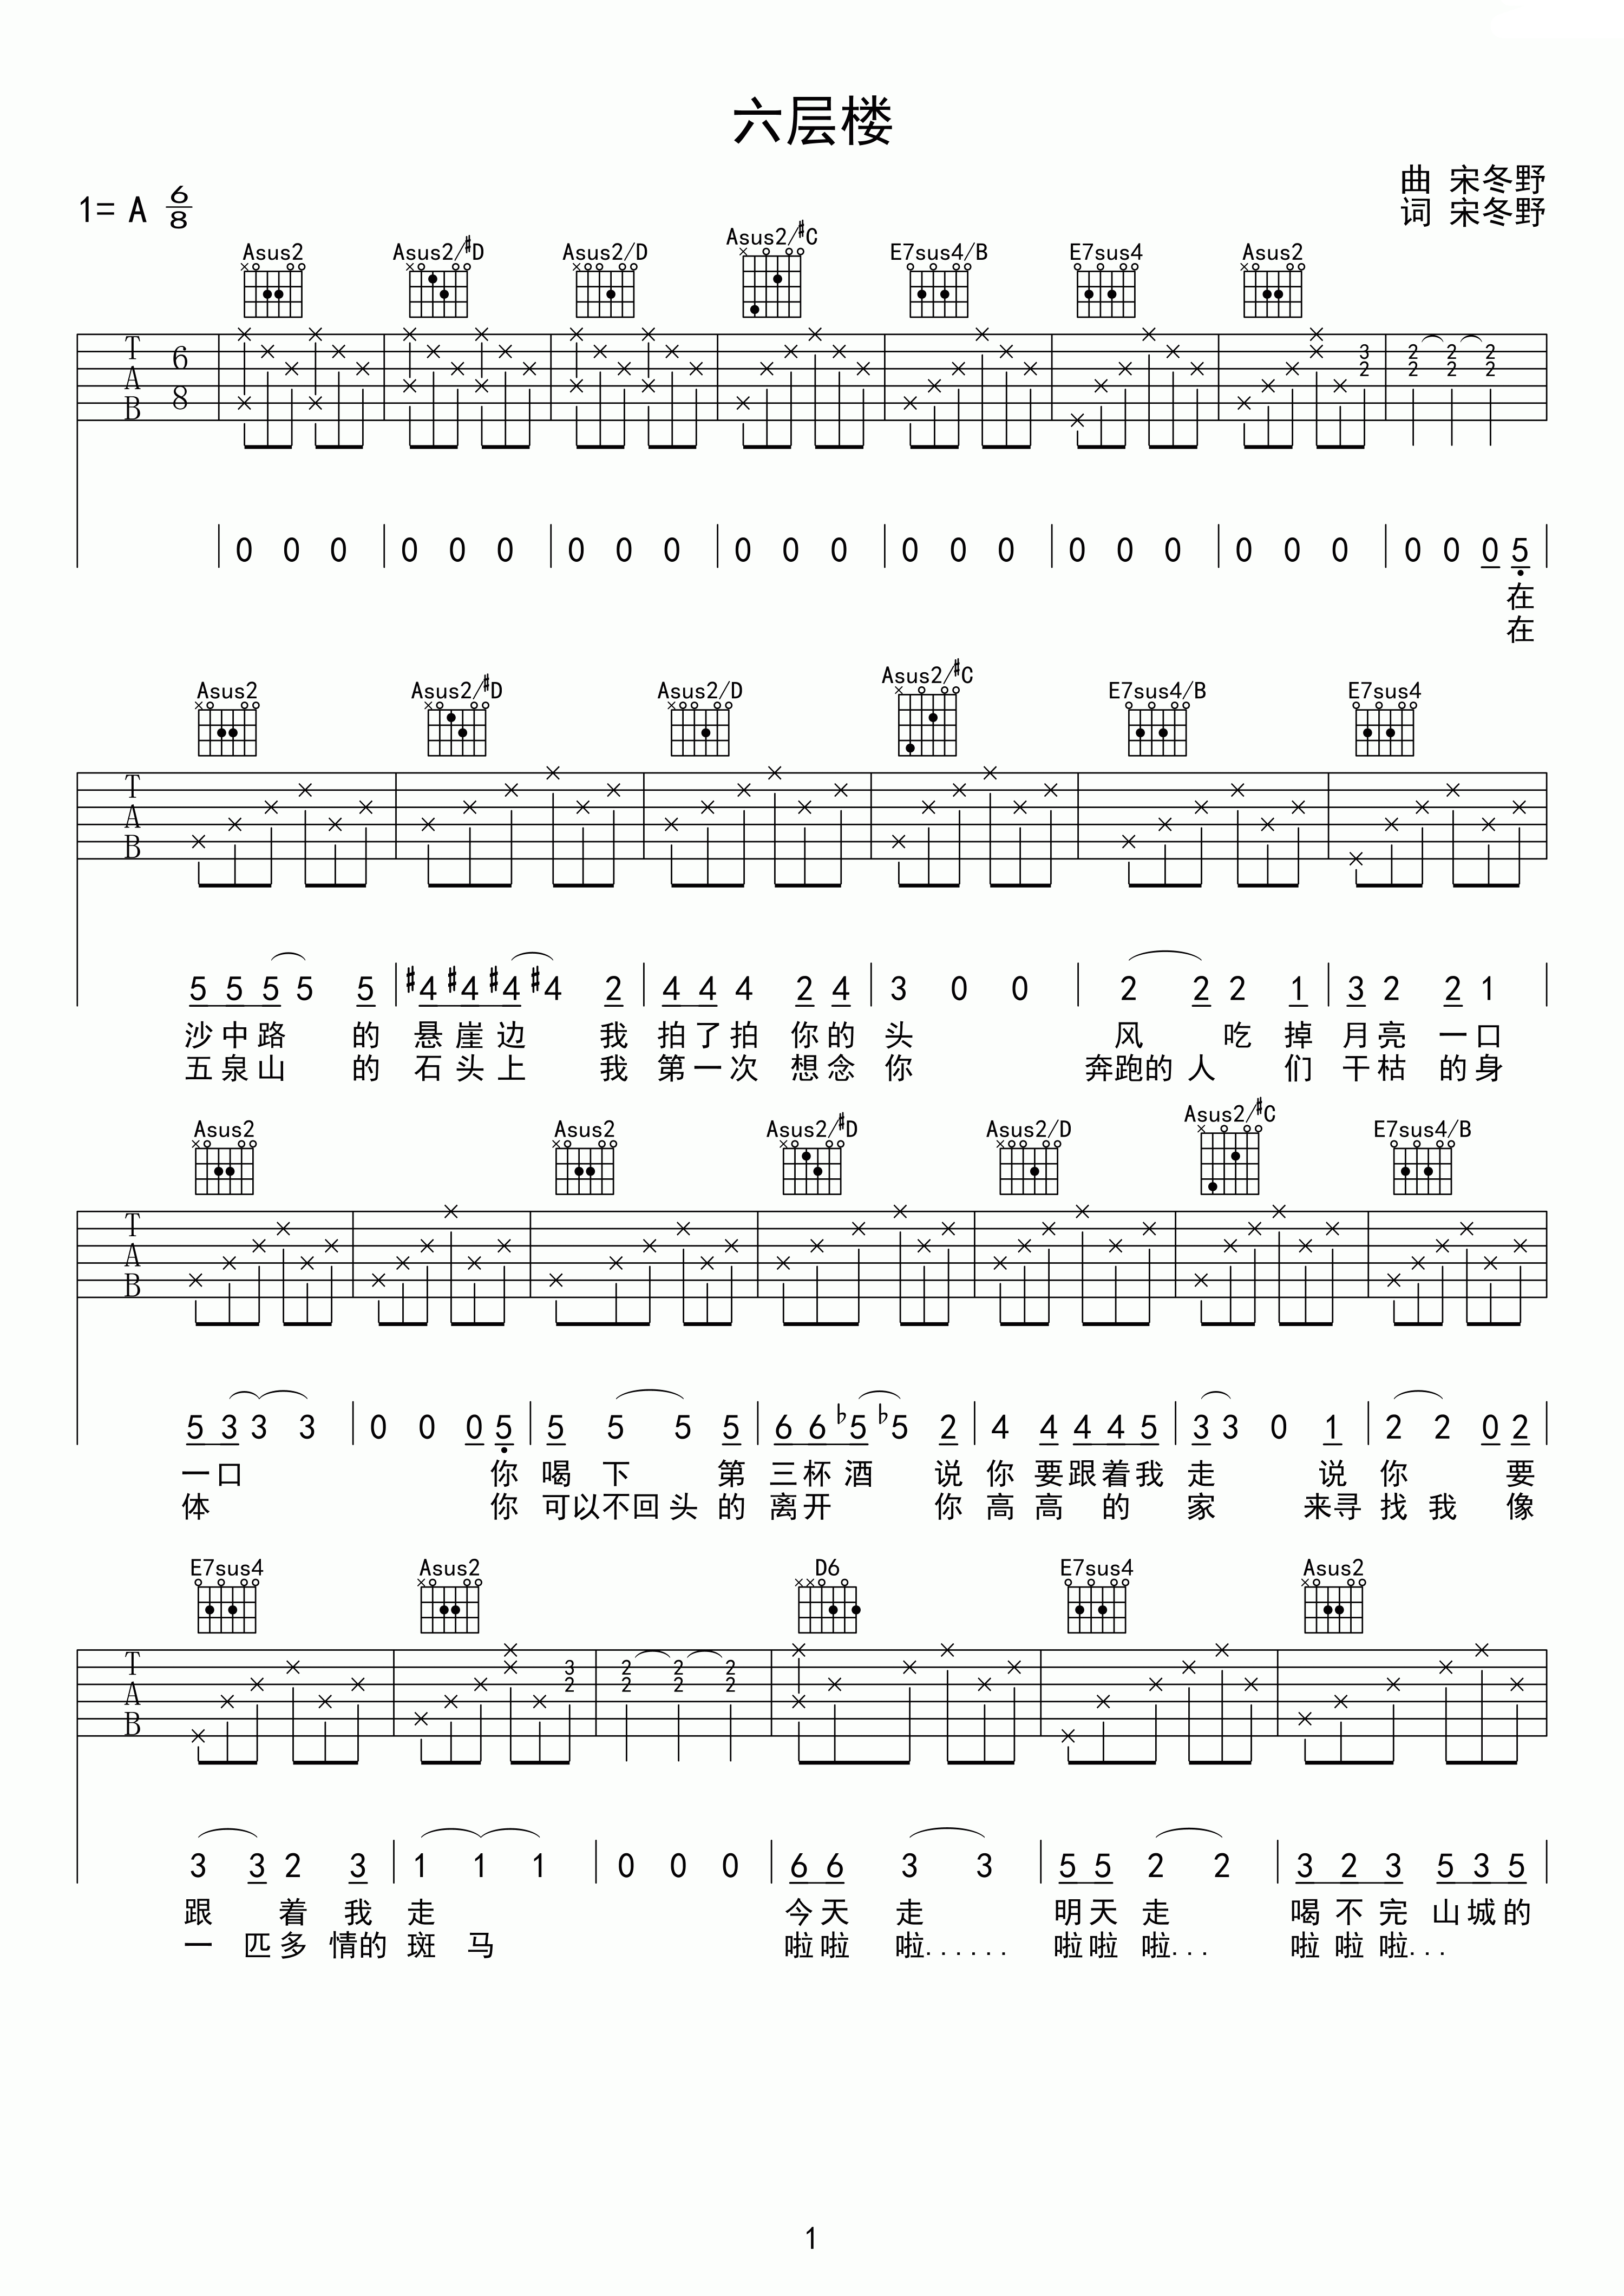 六层楼
曲 宋冬野
1= A 6/8
词 宋冬野
Asus2 Asus2/#D Asus2/D Asus2/#C E7sus4/B E7sus4 Asus2
T A B 6 8 3 2 2 2 2 2 2 2
0 0 0 0 0 0 0 0 0 0 0 0 0 0 0 0 0 0 0 0 0 0 0 0 5
在
在
Asus2 Asus2/#D Asus2/D Asus2/#C E7sus4/B E7sus4
T A B
5 5 5 5 5 #4 #4 #4 #4 2 4 4 4 2 4 3 0 0 2 2 2 1 3 2 2 1
沙 中 路 的 悬 崖 边 我 拍 了 拍 你 的 头 风 吃 掉 月 亮 一 口
五 泉 山 的 石 头 上 我 第 一 次 想 念 你 奔跑的 人 们 干 枯 的 身
Asus2 Asus2 Asus2/#D Asus2/D Asus2/#C E7sus4/B
T A B
5 3 3 3 0 0 0 5 5 5 5 5 6 6 b5 b5 2 4 4 4 4 5 3 3 0 1 2 2 0 2
一 口 你 喝 下 第 三 杯 酒 说 你 要 跟 着 我 走 说 你 要
体 你 可以不回 头 的 离 开 你 高 高 的 家 来寻 找 我 像
E7sus4 Asus2 D6 E7sus4 Asus2
T A B 3 2 2 2 2 2 2 2
3 3 2 3 1 1 1 0 0 0 6 6 3 3 5 5 2 2 3 2 3 5 3 5
跟 着 我 走 今 天 走 明 天 走 喝 不 完 山 城 的
一 匹 多 情的 斑 马 啦 啦 啦...... 啦 啦 啦... 啦 啦 啦...
1